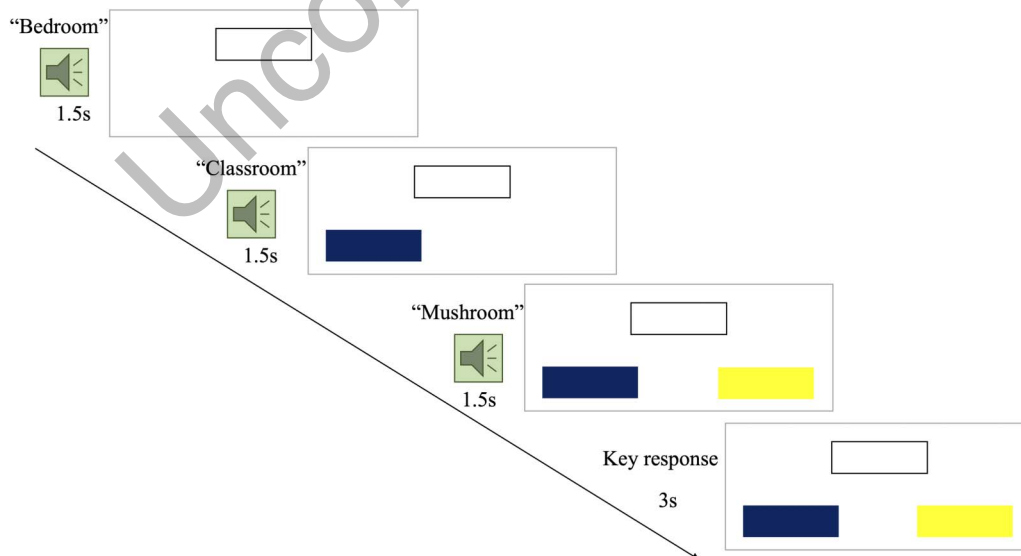 “Bedroom”
1.5s
“Classroom”
1.5s
“Mushroom”
1.5s
Key response
3s